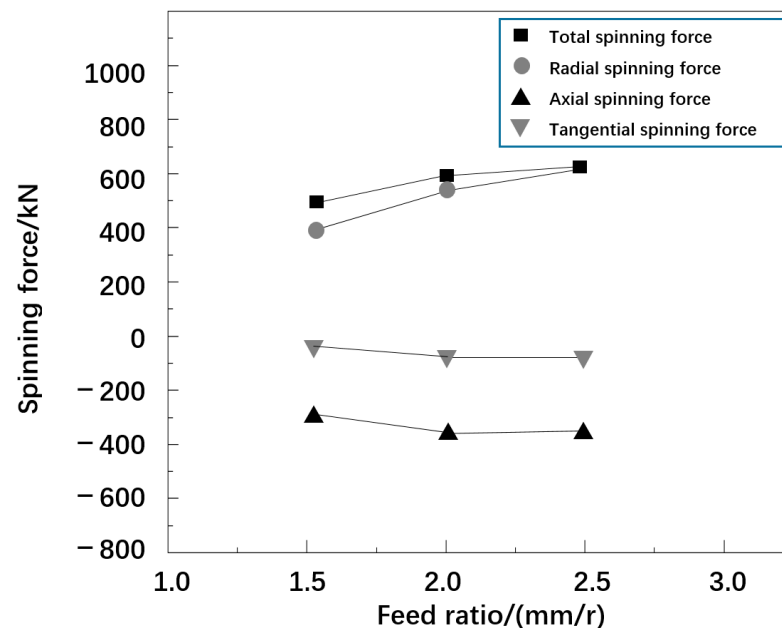 Total spinning force
Radial spinning force
Axial spinning force
Tangential spinning force
Spinning force/kN
1000
800
600
400
200
0
−200
−400
−600
−800
1.0 1.5 2.0 2.5 3.0
Feed ratio/(mm/r)